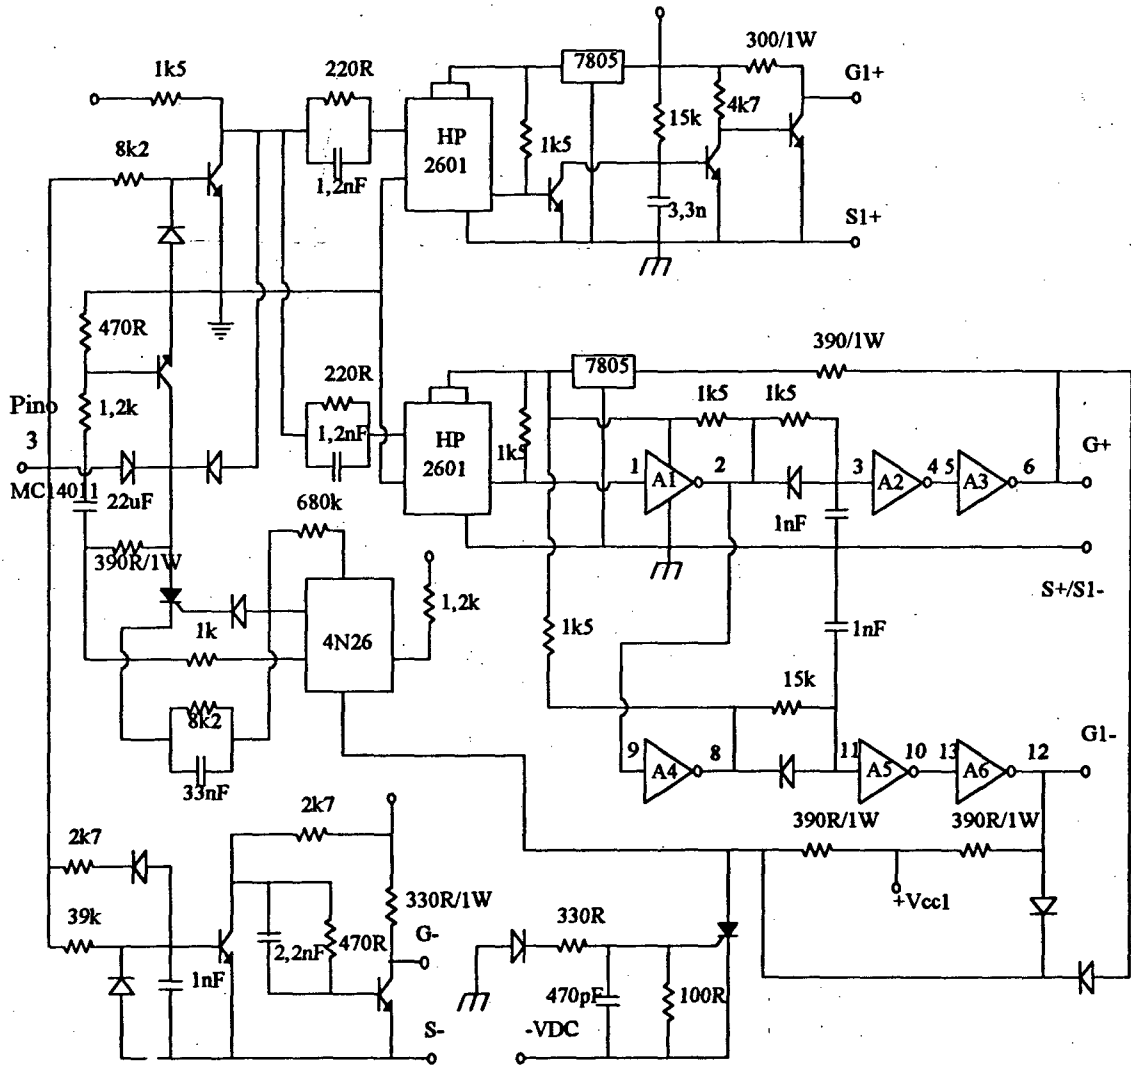 300/1W
7805
1k5
220R
G1+
15k
4k7
HP
2601
1k5
8k2
1,2nF
3,3n
S1+
470R
390/1W
7805
220R
1k5
1k5
Pino
3
MC14011
1,2k
1,2nF
HP
2601
1k5
G+
1
A1
2
3
A2
4
5
A3
6
22uF
680k
1nF
390R/1W
S+/S1-
1,2k
1k
4N26
1k5
1nF
15k
8k2
33nF
G1-
9
A4
8
11
A5
10
13
A6
12
390R/1W
390R/1W
2k7
2k7
330R/1W
+Vcc1
39k
G-
330R
2,2nF
470R
1nF
470pF
100R
S-
-VDC